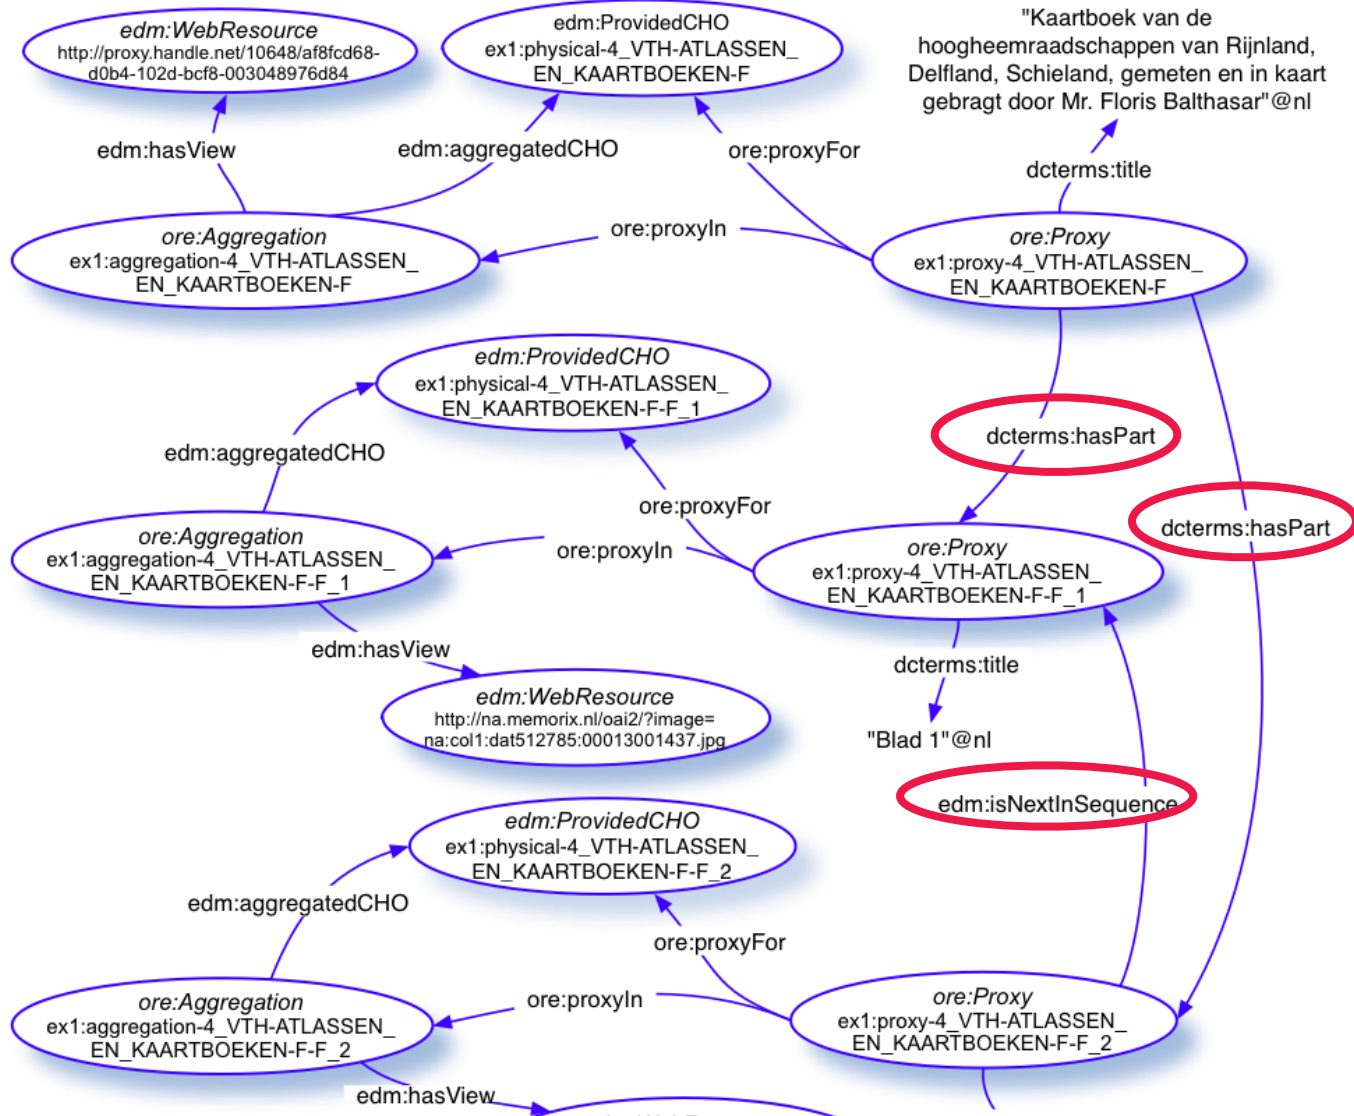 edm:WebResource
http://proxy.handle.net/10648/af8fcd68-
d0b4-102d-bcf8-003048976d84
edm:ProvidedCHO
ex1:physical-4_VTH-ATLASSEN_
EN_KAARTBOEKEN-F
"Kaartboek van de
hoogheemraadschappen van Rijnland,
Delfland, Schieland, gemeten en in kaart
gebragt door Mr. Floris Balthasar"@nl
edm:hasView
edm:aggregatedCHO
ore:proxyFor
dcterms:title
ore:Aggregation
ex1:aggregation-4_VTH-ATLASSEN_
EN_KAARTBOEKEN-F
ore:proxyIn
ore:Proxy
ex1:proxy-4_VTH-ATLASSEN_
EN_KAARTBOEKEN-F
edm:ProvidedCHO
ex1:physical-4_VTH-ATLASSEN_
EN_KAARTBOEKEN-F-F_1
dcterms:hasPart
edm:aggregatedCHO
ore:proxyFor
dcterms:hasPart
ore:Aggregation
ex1:aggregation-4_VTH-ATLASSEN_
EN_KAARTBOEKEN-F-F_1
ore:proxyIn
ore:Proxy
ex1:proxy-4_VTH-ATLASSEN_
EN_KAARTBOEKEN-F-F_1
edm:hasView
dcterms:title
edm:WebResource
http://na.memorix.nl/oai2/?image=
na:col1:dat512785:00013001437.jpg
"Blad 1"@nl
edm:isNextInSequence
edm:ProvidedCHO
ex1:physical-4_VTH-ATLASSEN_
EN_KAARTBOEKEN-F-F_2
edm:aggregatedCHO
ore:proxyFor
ore:Aggregation
ex1:aggregation-4_VTH-ATLASSEN_
EN_KAARTBOEKEN-F-F_2
ore:proxyIn
ore:Proxy
ex1:proxy-4_VTH-ATLASSEN_
EN_KAARTBOEKEN-F-F_2
edm:hasView